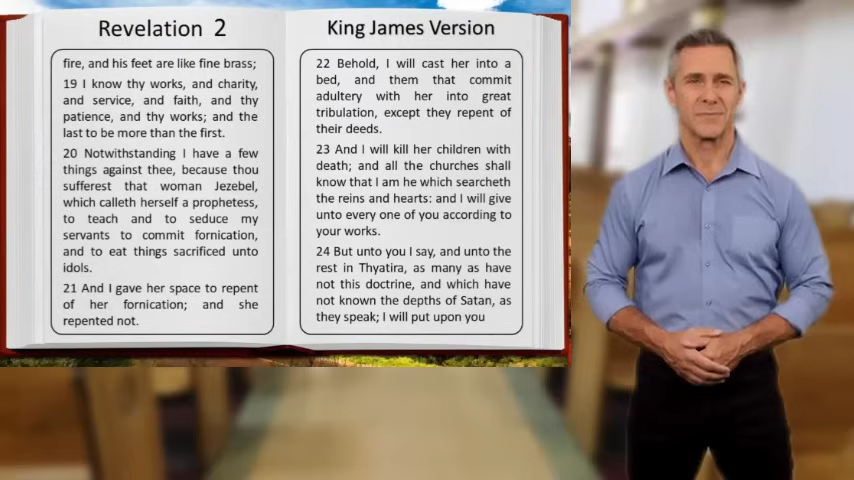 Revelation 2
fire, and his feet are like fine brass;
19 I know thy works, and charity,
and service, and faith, and thy
patience, and thy works; and the
last to be more than the first.
20 Notwithstanding I have a few
things against thee, because thou
sufferest that woman Jezebel,
which calleth herself a prophetess,
to teach and to seduce my
servants to commit fornication,
and to eat things sacrificed unto
idols.
21 And I gave her space to repent
of her fornication; and she
repented not.
King James Version
22 Behold, I will cast her into a
bed, and them that commit
adultery with her into great
tribulation, except they repent of
their deeds.
23 And I will kill her children with
death; and all the churches shall
know that I am he which searcheth
the reins and hearts: and I will give
unto every one of you according to
your works.
24 But unto you I say, and unto the
rest in Thyatira, as many as have
not this doctrine, and which have
not known the depths of Satan, as
they speak; I will put upon you